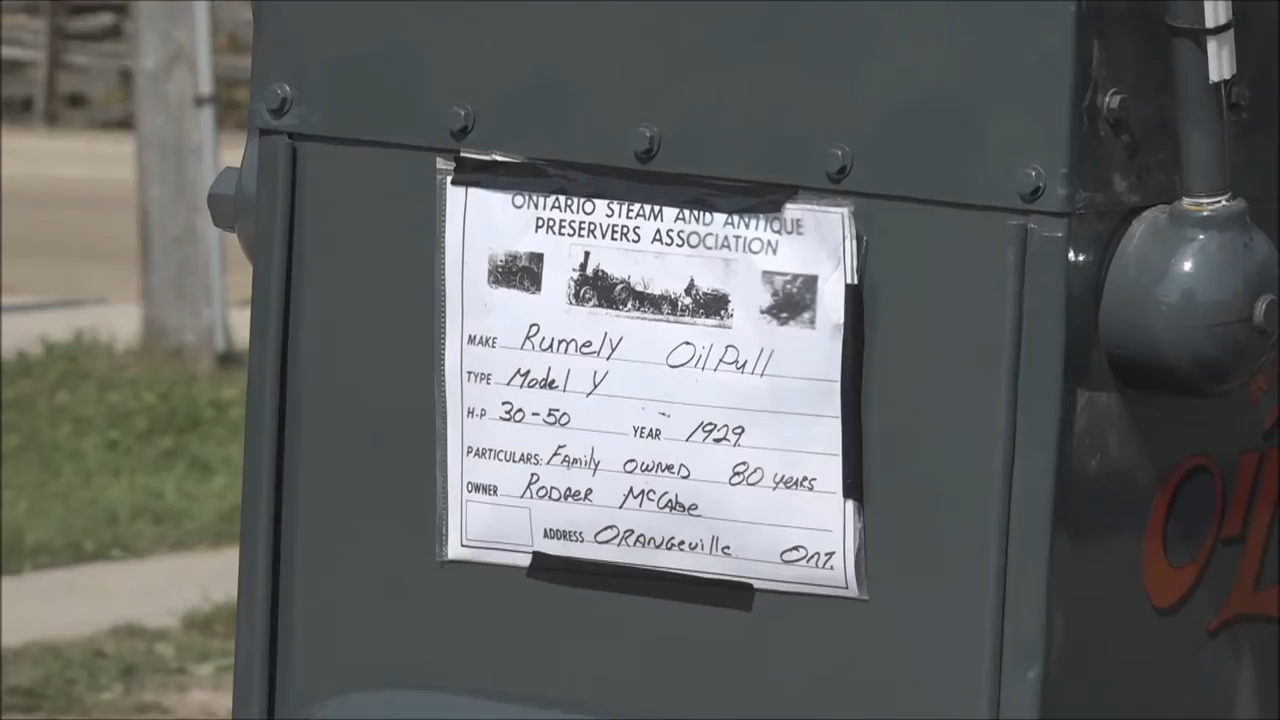 ONTARIO STEAM AND ANTIQUE
PRESERVERS ASSOCIATION
MAKE Rumely OilPull
TYPE Model Y
H.P 30-50 YEAR 1929
PARTICULARS: Family owned 80 years
OWNER Rodger McCabe
ADDRESS Orangeville Ont.
OIL